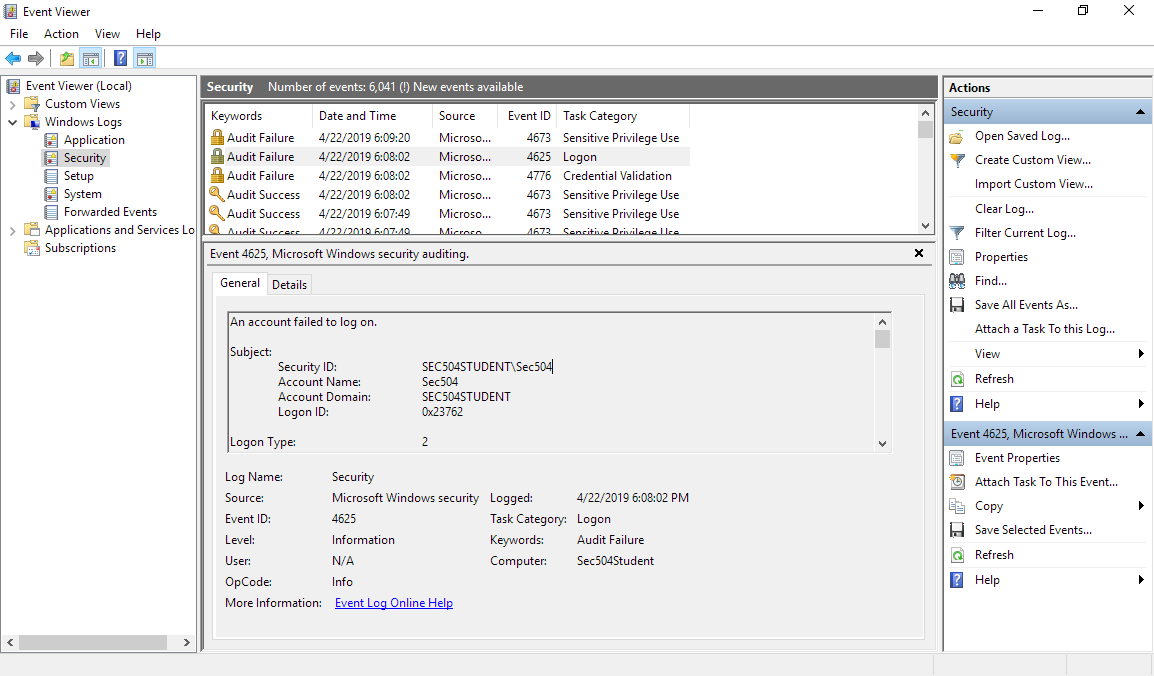 Event Viewer
File Action View Help
Event Viewer (Local)
Custom Views
Windows Logs
Application
Security
Setup
System
Forwarded Events
Applications and Services Lo
Subscriptions
Security Number of events: 6,041 (!) New events available
Keywords Date and Time Source Event ID Task Category
Audit Failure 4/22/2019 6:09:20 Microso... 4673 Sensitive Privilege Use
Audit Failure 4/22/2019 6:08:02 Microso... 4625 Logon
Audit Failure 4/22/2019 6:08:02 Microso... 4776 Credential Validation
Audit Success 4/22/2019 6:08:02 Microso... 4673 Sensitive Privilege Use
Audit Success 4/22/2019 6:07:49 Microso... 4673 Sensitive Privilege Use
Audit Success 4/22/2019 6:07:49 Microso... 4673 Sensitive Privilege Use
Event 4625, Microsoft Windows security auditing.
General Details
An account failed to log on.
Subject:
Security ID: SEC504STUDENT\Sec504
Account Name: Sec504
Account Domain: SEC504STUDENT
Logon ID: 0x23762
Logon Type: 2
Log Name: Security
Source: Microsoft Windows security Logged: 4/22/2019 6:08:02 PM
Event ID: 4625 Task Category: Logon
Level: Information Keywords: Audit Failure
User: N/A Computer: Sec504Student
OpCode: Info
More Information: Event Log Online Help
Actions
Security
Open Saved Log...
Create Custom View...
Import Custom View...
Clear Log...
Filter Current Log...
Properties
Find...
Save All Events As...
Attach a Task To this Log...
View
Refresh
Help
Event 4625, Microsoft Windows ...
Event Properties
Attach Task To This Event...
Copy
Save Selected Events...
Refresh
Help